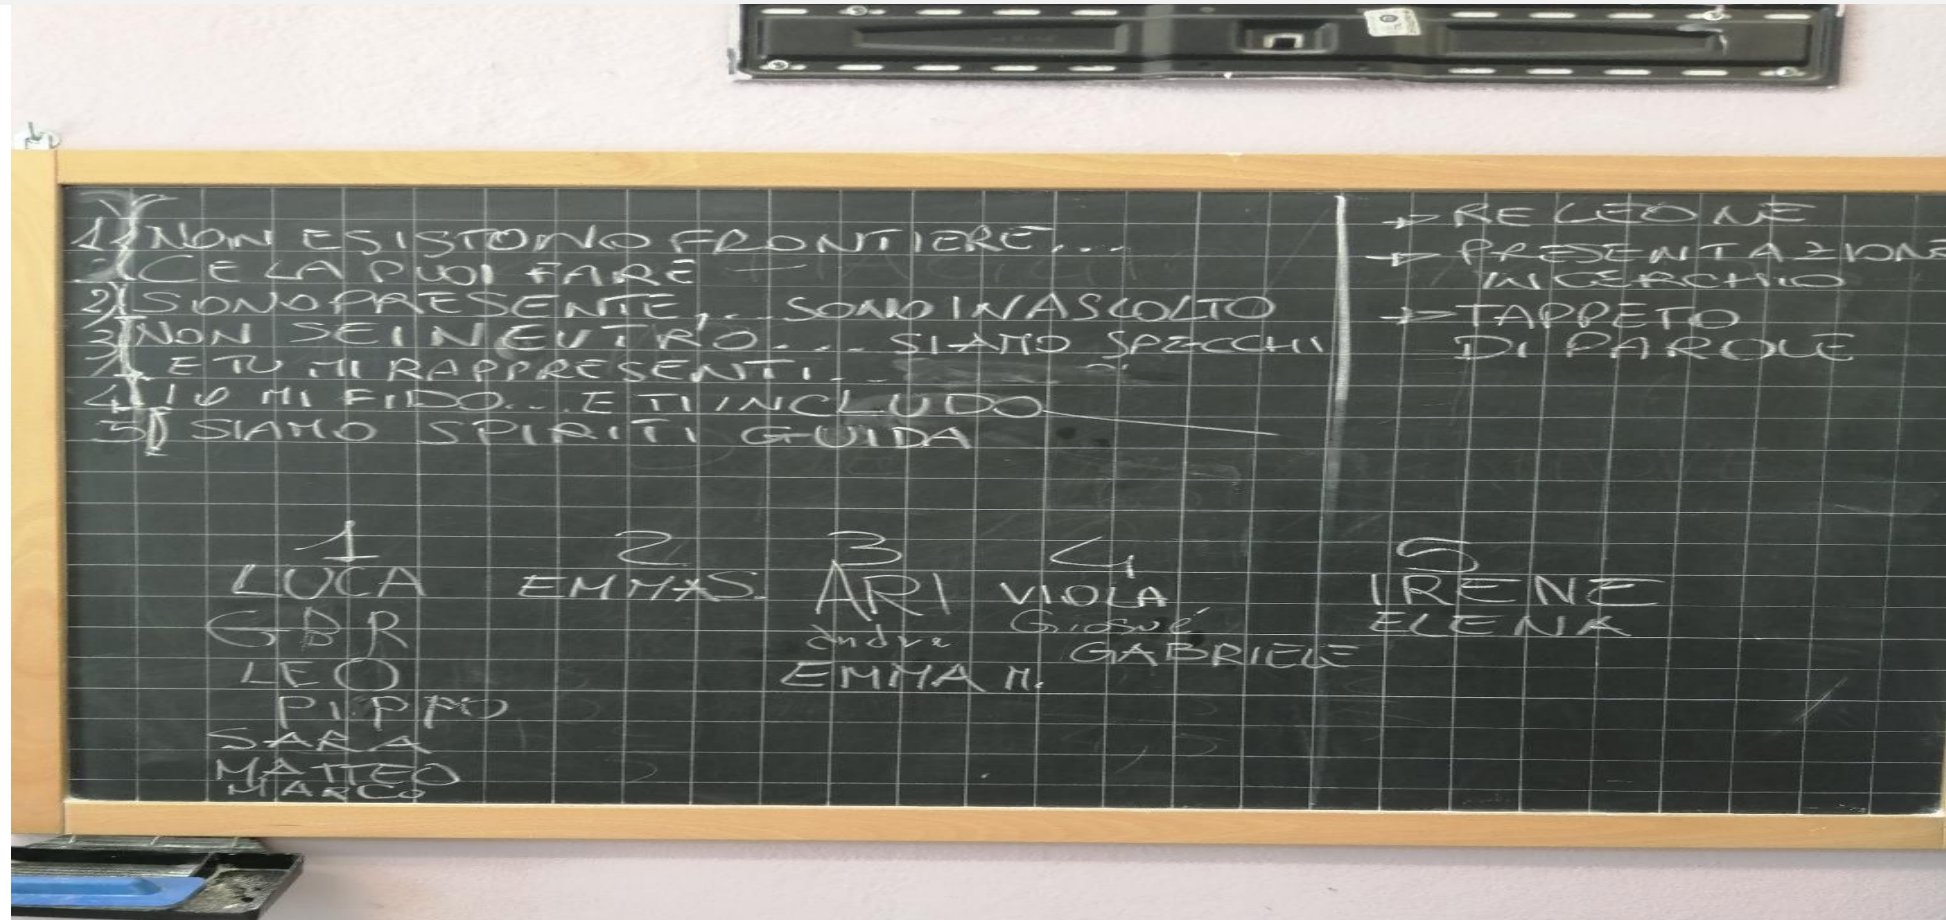 1) NON ESISTONO FRONTIERE...
CE LA PUOI FARE
2) SONO PRESENTE,... SONO IN ASCOLTO
3) NON SEI NEUTRO... SIAMO SPECCHI
E TU MI RAPPRESENTI...
4) IO MI FIDO... E TI INCLUDO
5) SIAMO SPIRITI GUIDA
→ RE LEONE
→ PRESENTAZIONE
IN CERCHIO
→ TAPPETO
DI PAROLE
1
LUCA
GBR
LEO
PIPPO
SARA
MATTEO
MARCO
2
EMMA S.
3
ARI
Andre
EMMA M.
4
VIOLA
Giosué
GABRIELE
5
IRENE
ELENA